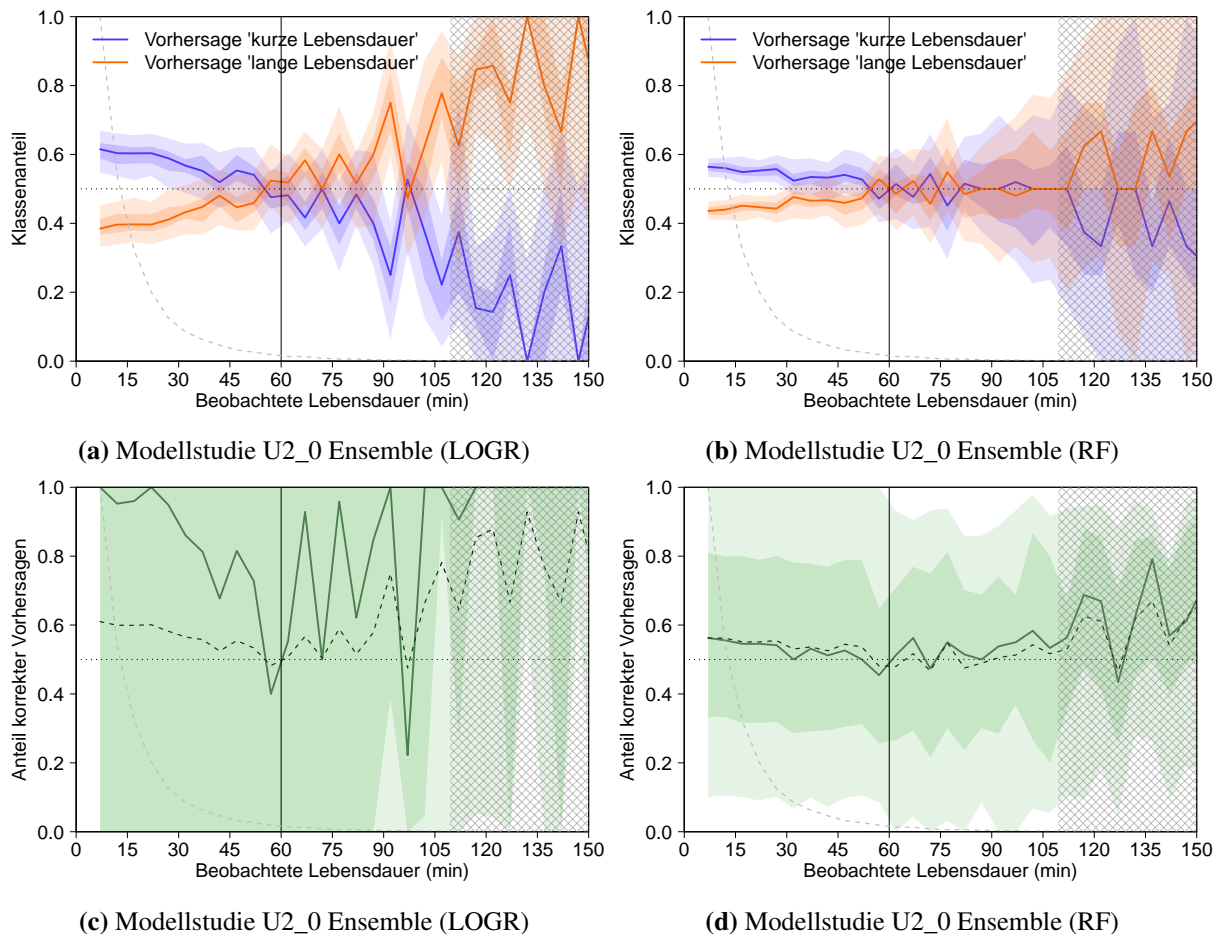 1.0
0.8
0.6
0.4
0.2
0.0
Klassenanteil
Vorhersage 'kurze Lebensdauer'
Vorhersage 'lange Lebensdauer'
0 15 30 45 60 75 90 105 120 135 150
Beobachtete Lebensdauer (min)
(a) Modellstudie U2_0 Ensemble (LOGR)
1.0
0.8
0.6
0.4
0.2
0.0
Klassenanteil
Vorhersage 'kurze Lebensdauer'
Vorhersage 'lange Lebensdauer'
0 15 30 45 60 75 90 105 120 135 150
Beobachtete Lebensdauer (min)
(b) Modellstudie U2_0 Ensemble (RF)
1.0
0.8
0.6
0.4
0.2
0.0
Anteil korrekter Vorhersagen
0 15 30 45 60 75 90 105 120 135 150
Beobachtete Lebensdauer (min)
(c) Modellstudie U2_0 Ensemble (LOGR)
1.0
0.8
0.6
0.4
0.2
0.0
Anteil korrekter Vorhersagen
0 15 30 45 60 75 90 105 120 135 150
Beobachtete Lebensdauer (min)
(d) Modellstudie U2_0 Ensemble (RF)